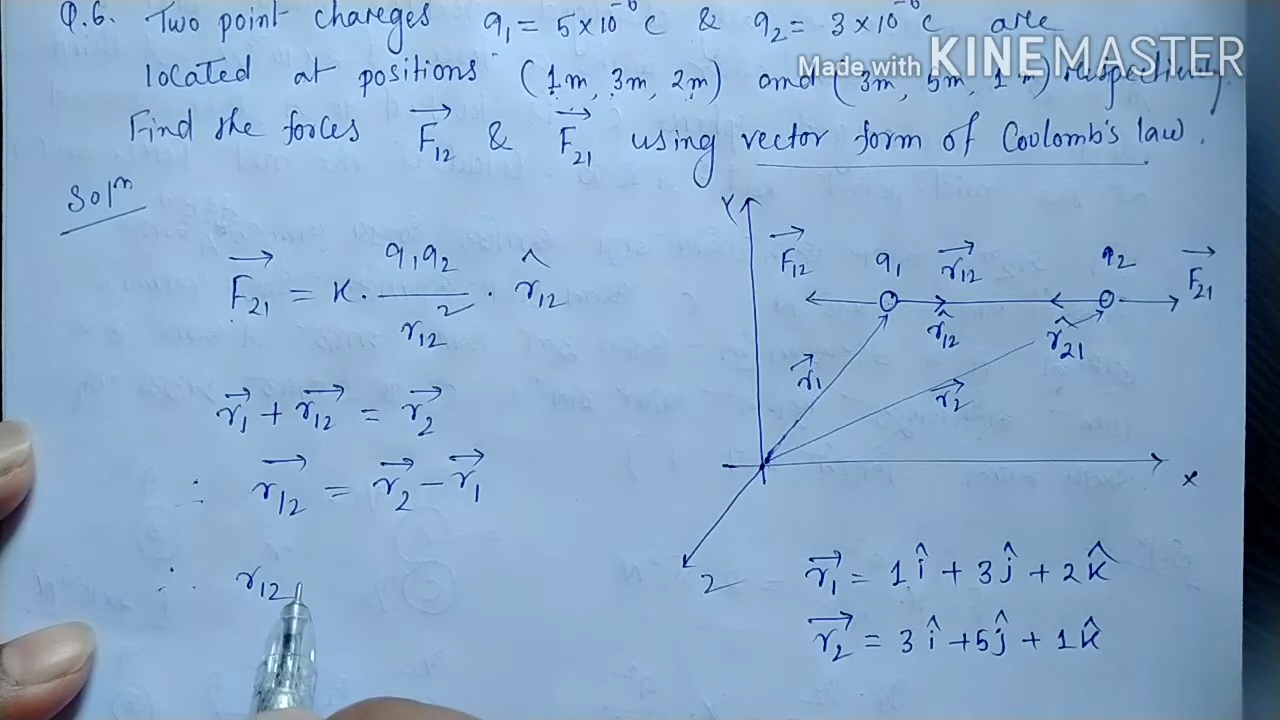 Q.6. Two point chareges q₁ = 5×10⁻⁶ C & q₂ = 3×10⁻⁶ C are
Made with KINEMASTER
located at positions (1m, 3m, 2m) and (3m, 5m, 1m) respectively.
Find the forces F₁₂→ & F₂₁→ using vector form of Coulomb's law.
Solⁿ
F₂₁→ = K · q₁q₂ / r₁₂² · r̂₁₂
r₁→ + r₁₂→ = r₂→
∴ r₁₂→ = r₂→ − r₁→
∴ r₁₂
Y
F₁₂→ q₁ r₁₂→ q₂ F₂₁→
r̂₁₂ r̂₂₁
r₁→ r₂→
X
Z
r₁→ = 1î + 3ĵ + 2k̂
r₂→ = 3î + 5ĵ + 1k̂